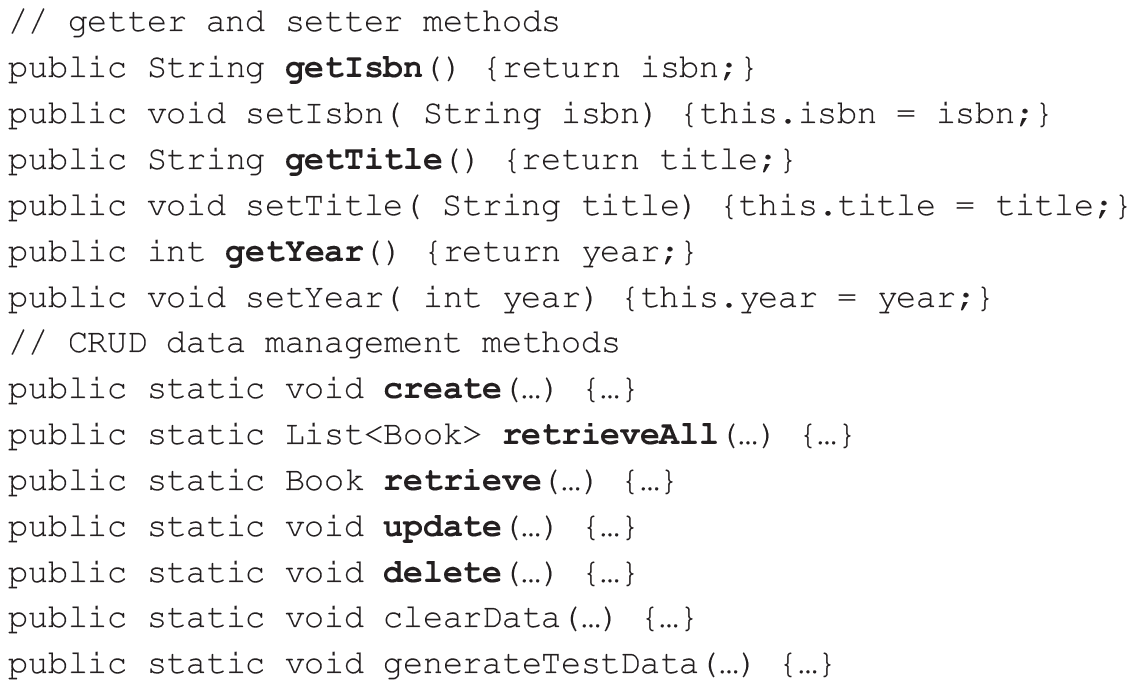 // getter and setter methods
public String getIsbn() {return isbn;}
public void setIsbn( String isbn) {this.isbn = isbn;}
public String getTitle() {return title;}
public void setTitle( String title) {this.title = title;}
public int getYear() {return year;}
public void setYear( int year) {this.year = year;}
// CRUD data management methods
public static void create(…) {…}
public static List<Book> retrieveAll(…) {…}
public static Book retrieve(…) {…}
public static void update(…) {…}
public static void delete(…) {…}
public static void clearData(…) {…}
public static void generateTestData(…) {…}